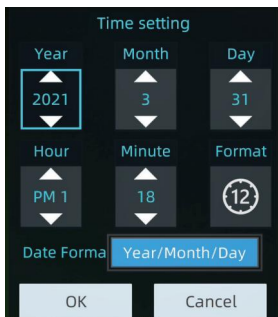 Time setting
Year Month Day
2021 3 31
Hour Minute Format
PM 1 18 12
Date Forma Year/Month/Day
OK Cancel